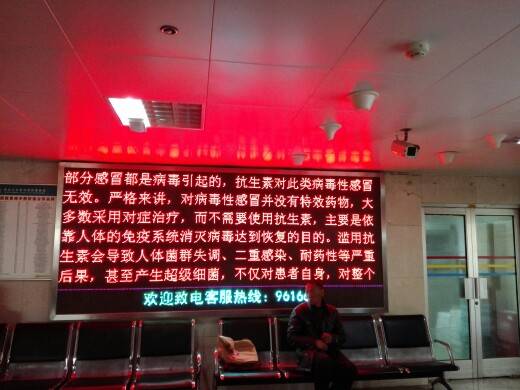 部分感冒都是病毒引起的，抗生素对此类病毒性感冒
无效。严格来讲，对病毒性感冒并没有特效药物，大
多数采用对症治疗，而不需要使用抗生素，主要是依
靠人体的免疫系统消灭病毒达到恢复的目的。滥用抗
生素会导致人体菌群失调、二重感染、耐药性等严重
后果，甚至产生超级细菌，不仅对患者自身，对整个
欢迎致电客服热线：9616